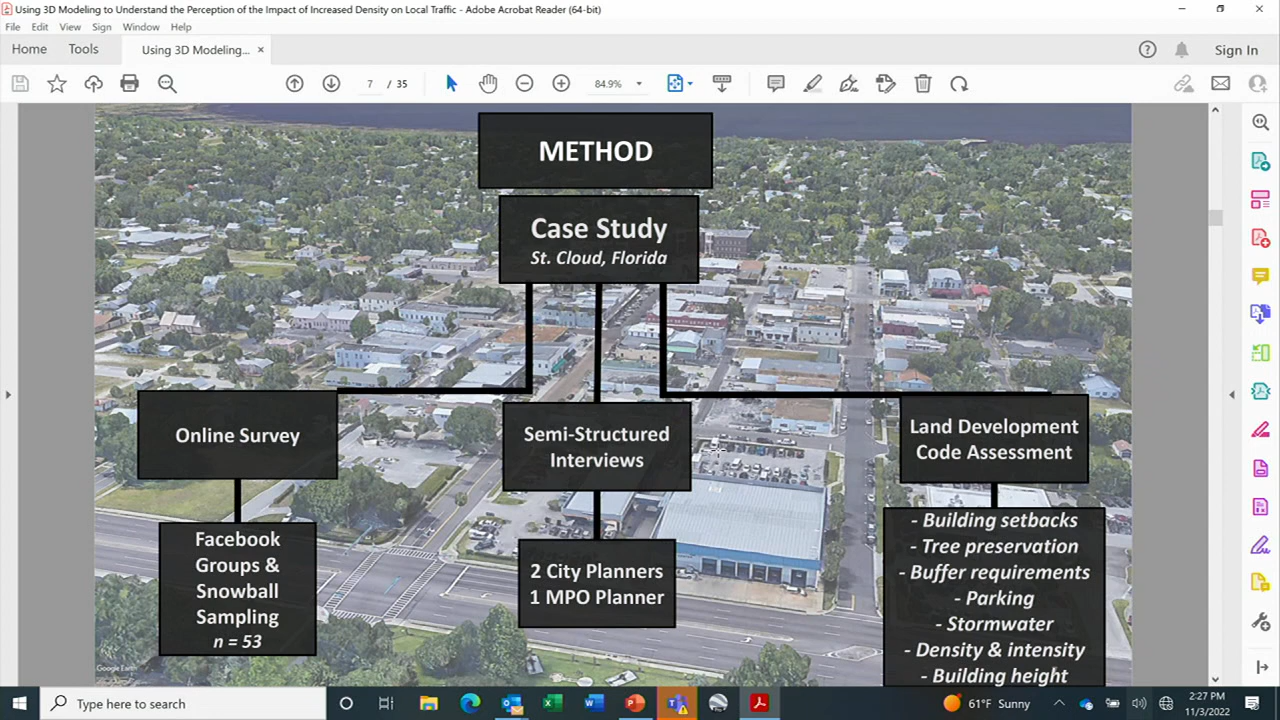 Using 3D Modeling to Understand the Perception of the Impact of Increased Density on Local Traffic - Adobe Acrobat Reader (64-bit)
File Edit View Sign Window Help
Home Tools Using 3D Modeling... × Sign In
7 / 35 84.9%
METHOD
Case Study
St. Cloud, Florida
Online Survey
Semi-Structured
Interviews
Land Development
Code Assessment
Facebook
Groups &
Snowball
Sampling
n = 53
2 City Planners
1 MPO Planner
- Building setbacks
- Tree preservation
- Buffer requirements
- Parking
- Stormwater
- Density & intensity
- Building height
Google Earth
Type here to search
61°F Sunny
2:27 PM
11/3/2022